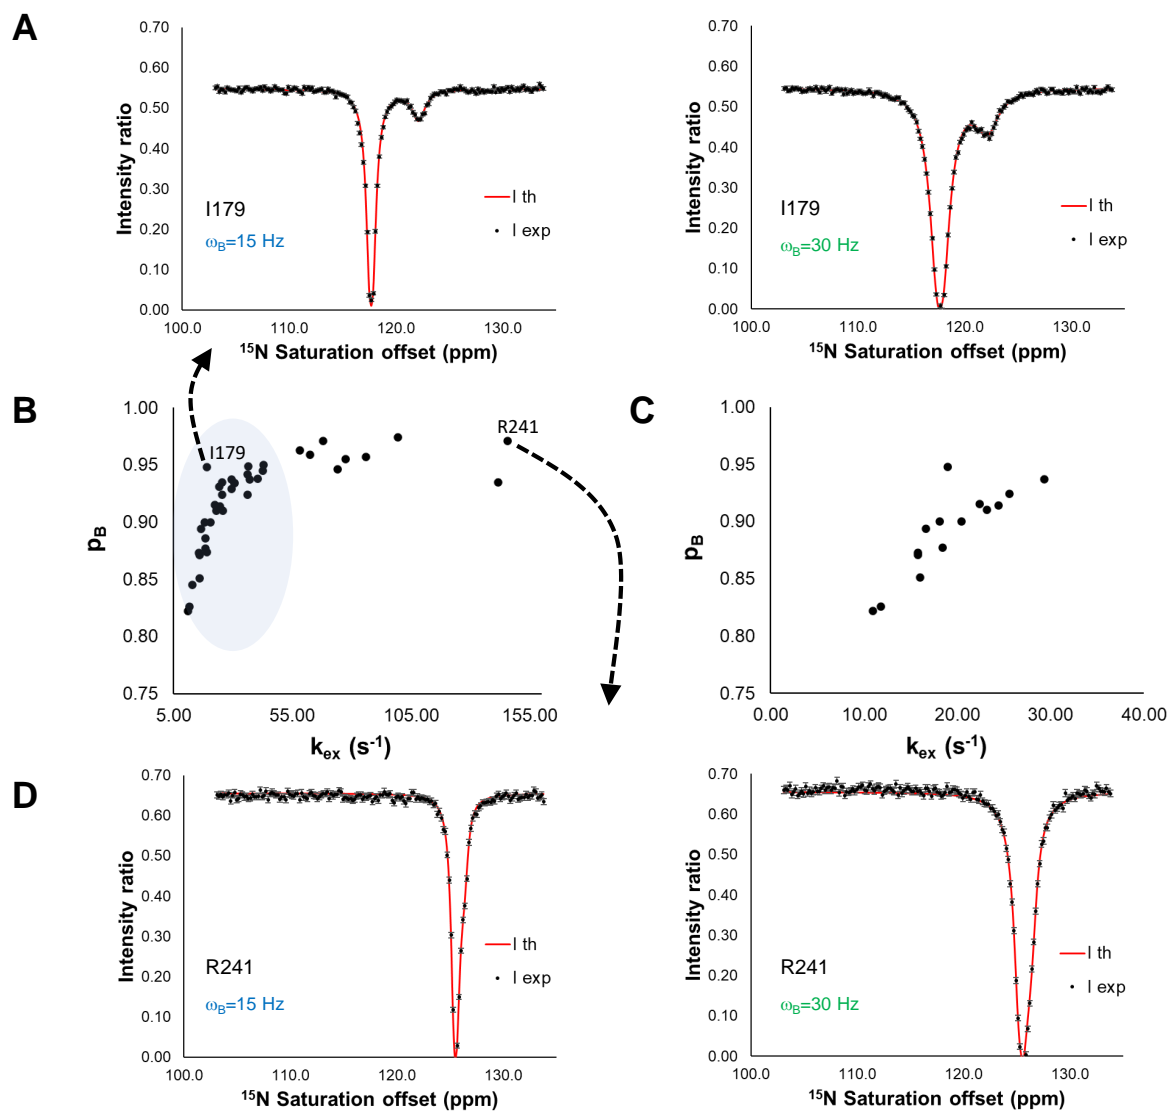 A
0.70
0.60
0.50
0.40
0.30
0.20
0.10
0.00
Intensity ratio
I179
ωB=15 Hz
I th
I exp
100.0 110.0 120.0 130.0
15N Saturation offset (ppm)
0.70
0.60
0.50
0.40
0.30
0.20
0.10
0.00
Intensity ratio
I179
ωB=30 Hz
I th
I exp
100.0 110.0 120.0 130.0
15N Saturation offset (ppm)
B
1.00
0.95
0.90
0.85
0.80
0.75
pB
I179
R241
5.00 55.00 105.00 155.00
kex (s-1)
C
1.00
0.95
0.90
0.85
0.80
0.75
pB
0.00 10.00 20.00 30.00 40.00
kex (s-1)
D
0.70
0.60
0.50
0.40
0.30
0.20
0.10
0.00
Intensity ratio
R241
ωB=15 Hz
I th
I exp
100.0 110.0 120.0 130.0
15N Saturation offset (ppm)
0.70
0.60
0.50
0.40
0.30
0.20
0.10
0.00
Intensity ratio
R241
ωB=30 Hz
I th
I exp
100.0 110.0 120.0 130.0
15N Saturation offset (ppm)